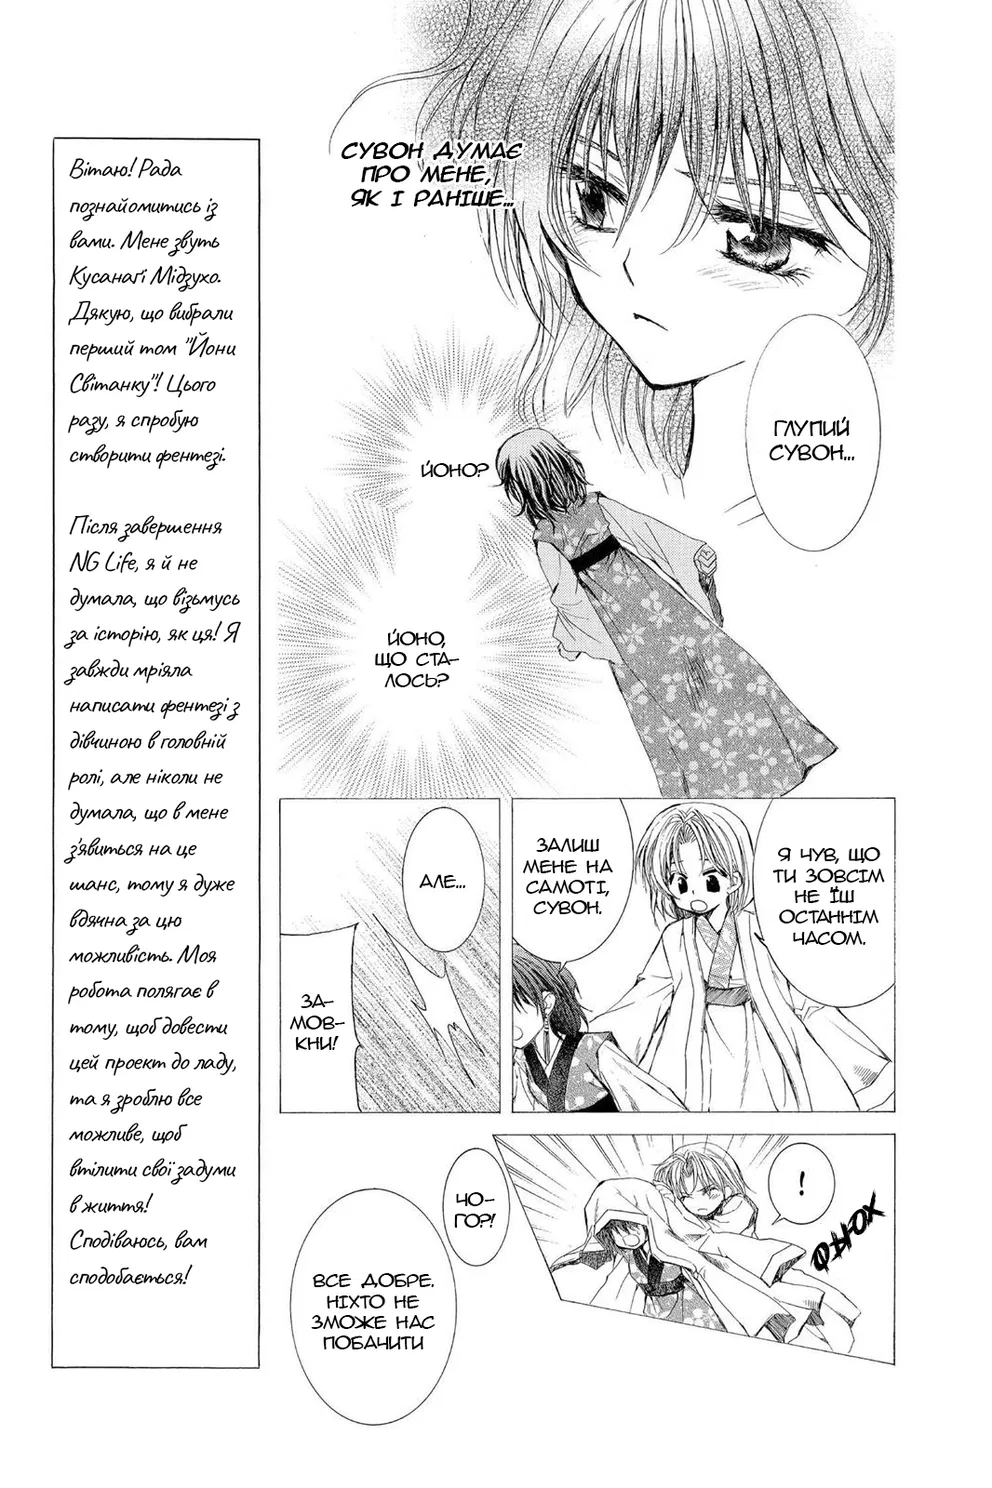 Вітаю! Рада
познайомитись із
вами. Мене звуть
Кусанаґі Мідзухо.
Дякую, що вибрали
перший том "Йони
Світанку"! Цього
разу, я спробую
створити фентезі.
Після завершення
NG Life, я й не
думала, що візьмусь
за історію, як ця! Я
завжди мріяла
написати фентезі з
дівчиною в головній
ролі, але ніколи не
думала, що в мене
з'явиться на це
шанс, тому я дуже
вдячна за цю
можливість. Моя
робота полягає в
тому, щоб довести
цей проект до ладу,
та я зроблю все
можливе, щоб
втілити свої задуми
в життя!
Сподіваюсь, вам
сподобається!
СУВОН ДУМАЄ
ПРО МЕНЕ,
ЯК І РАНІШЕ...
ГЛУПИЙ
СУВОН...
ЙОНО?
ЙОНО,
ЩО СТА-
ЛОСЬ?
Я ЧУВ, ЩО
ТИ ЗОВСІМ
НЕ ЇШ
ОСТАННІМ
ЧАСОМ.
ЗАЛИШ
МЕНЕ НА
САМОТІ,
СУВОН.
АЛЕ...
ЗА-
МОВ-
КНИ!
!
ФЬЮХ
ЧО-
ГО?!
ВСЕ ДОБРЕ.
НІХТО НЕ
ЗМОЖЕ НАС
ПОБАЧИТИ